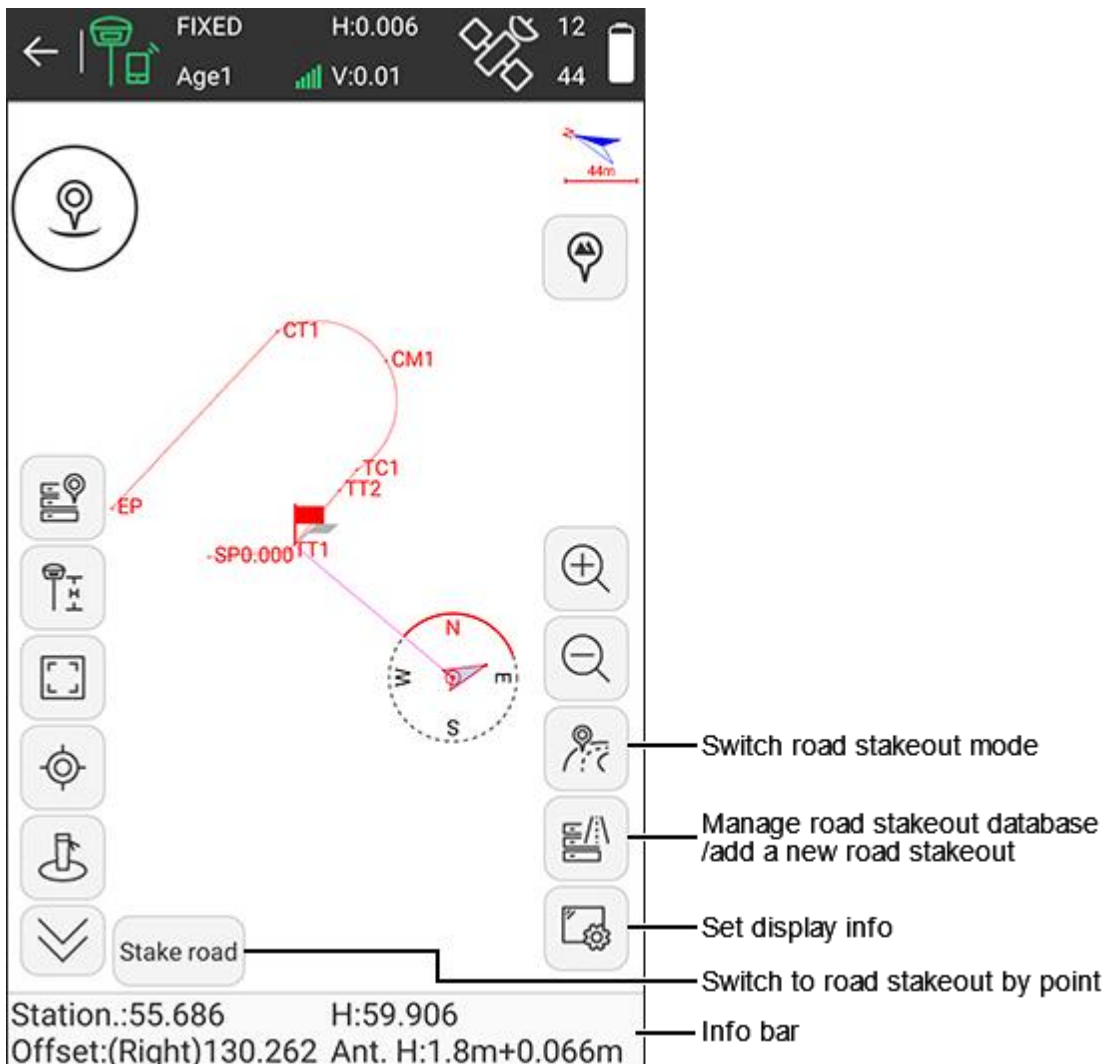 FIXED H:0.006 12
Age1 V:0.01 44
N
44m
CT1
CM1
TC1
TT2
EP
SP0.000 TT1
H
N
W E
S
Switch road stakeout mode
Manage road stakeout database
/add a new road stakeout
Set display info
Stake road
Switch to road stakeout by point
Station.:55.686 H:59.906
Info bar
Offset:(Right)130.262 Ant. H:1.8m+0.066m